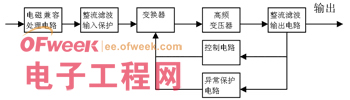 输出
电磁兼容
处理电路
整流滤波
输入保护
变换器
高频
变压器
整流滤波
输出电路
控制电路
异常保护电路
OFweek
ee.ofweek.com
电子工程网